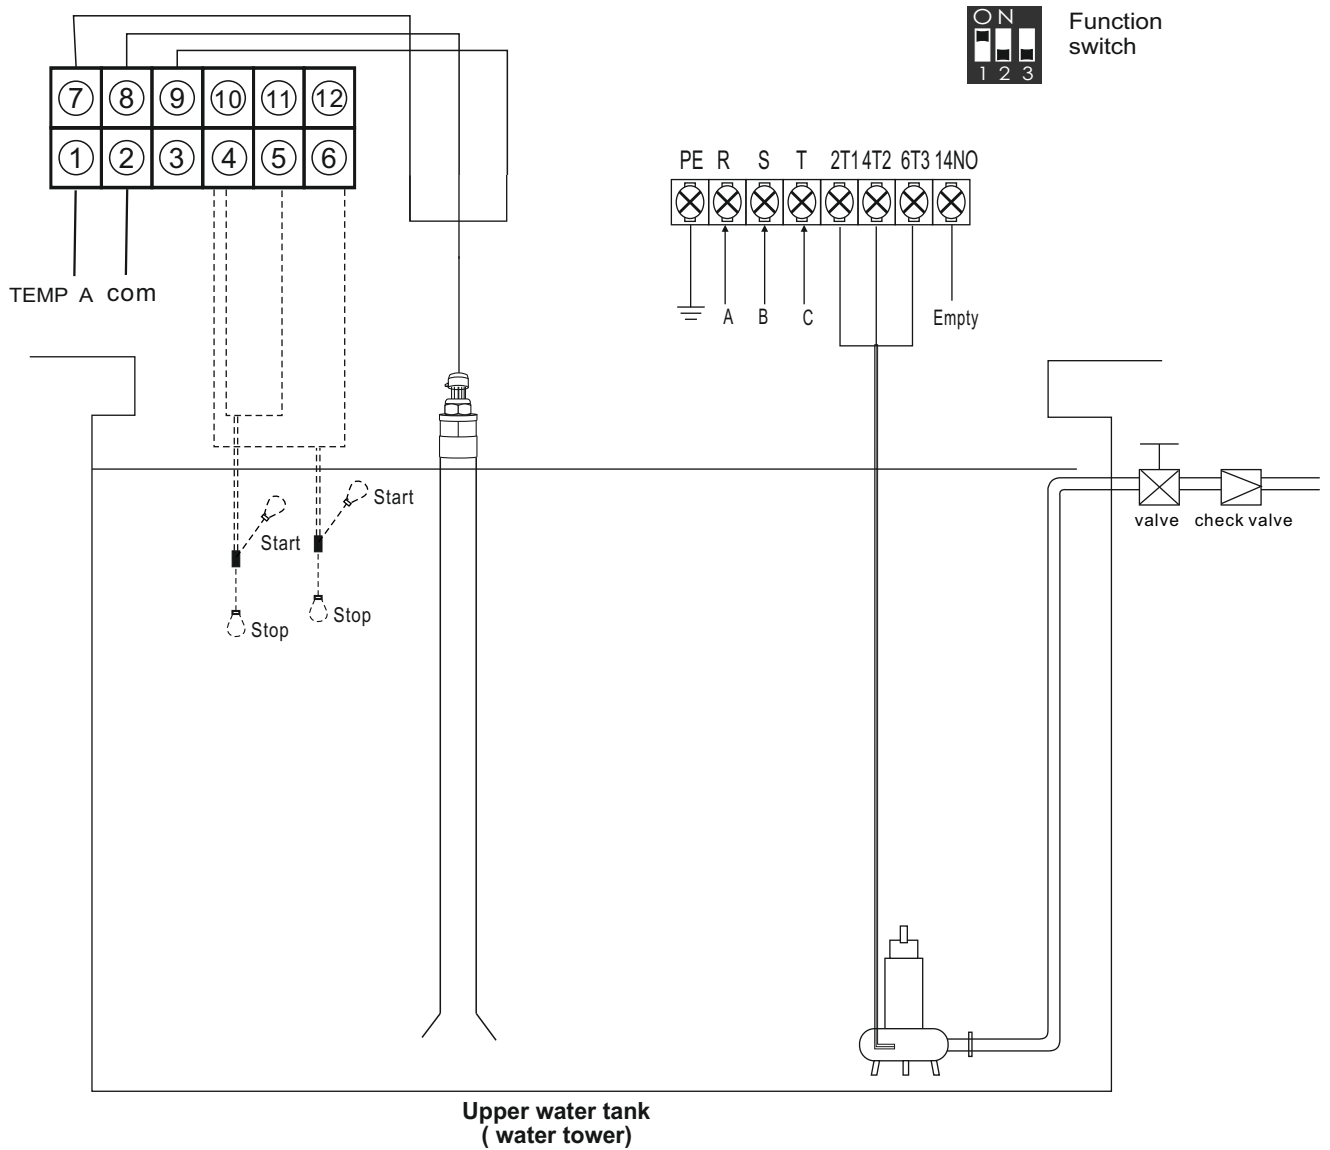 ON
1 2 3
Function
switch
7 8 9 10 11 12
1 2 3 4 5 6
TEMP A com
PE R S T 2T1 4T2 6T3 14NO
A B C Empty
Start
Start
Stop
Stop
valve check valve
Upper water tank
( water tower)